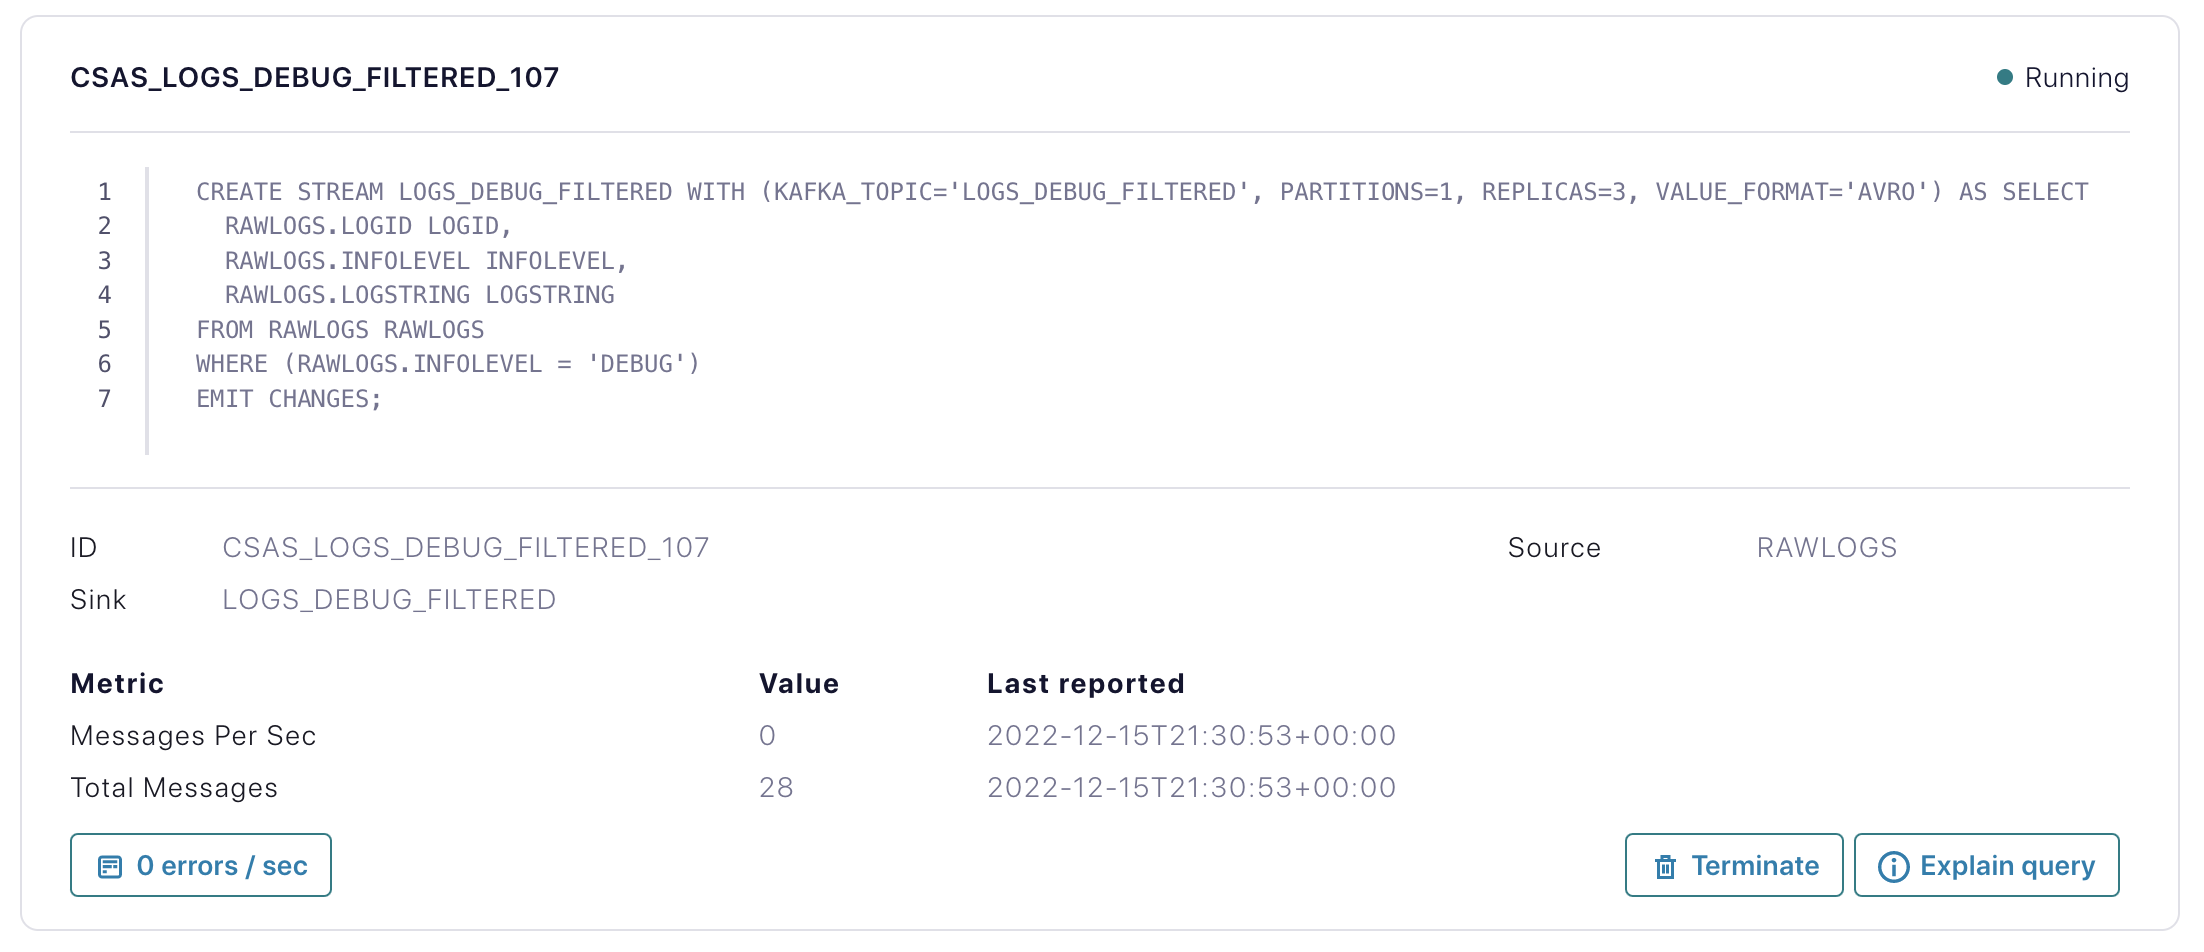 CSAS_LOGS_DEBUG_FILTERED_107
Running
1 CREATE STREAM LOGS_DEBUG_FILTERED WITH (KAFKA_TOPIC='LOGS_DEBUG_FILTERED', PARTITIONS=1, REPLICAS=3, VALUE_FORMAT='AVRO') AS SELECT
2   RAWLOGS.LOGID LOGID,
3   RAWLOGS.INFOLEVEL INFOLEVEL,
4   RAWLOGS.LOGSTRING LOGSTRING
5 FROM RAWLOGS RAWLOGS
6 WHERE (RAWLOGS.INFOLEVEL = 'DEBUG')
7 EMIT CHANGES;
ID CSAS_LOGS_DEBUG_FILTERED_107 Source RAWLOGS
Sink LOGS_DEBUG_FILTERED
Metric Value Last reported
Messages Per Sec 0 2022-12-15T21:30:53+00:00
Total Messages 28 2022-12-15T21:30:53+00:00
0 errors / sec Terminate Explain query